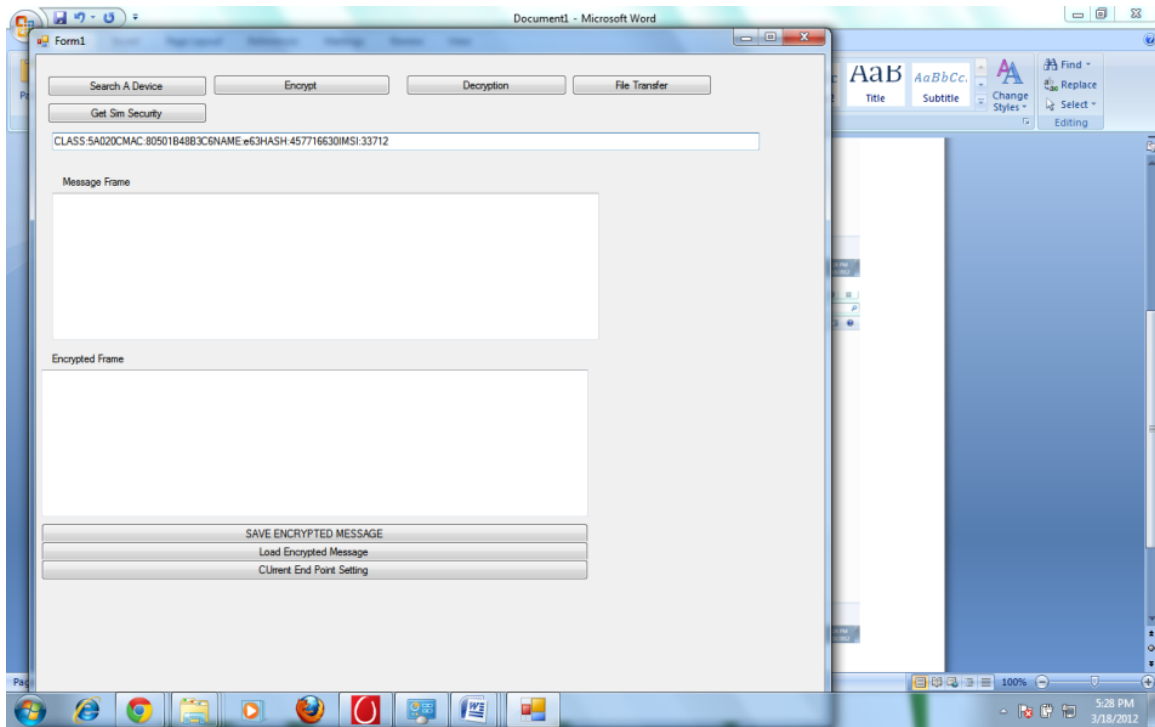 Document1 - Microsoft Word
Form1
Search A Device
Encrypt
Decryption
File Transfer
Get Sim Security
CLASS:5A020CMAC:80501B48B3C6NAME:e63HASH:457716630IMSI:33712
Message Frame
Encrypted Frame
SAVE ENCRYPTED MESSAGE
Load Encrypted Message
CUrrent End Point Setting
AaB
AaBbCc.
Title
Subtitle
Change
Styles
Find
Replace
Select
Editing
100%
5:28 PM
3/18/2012